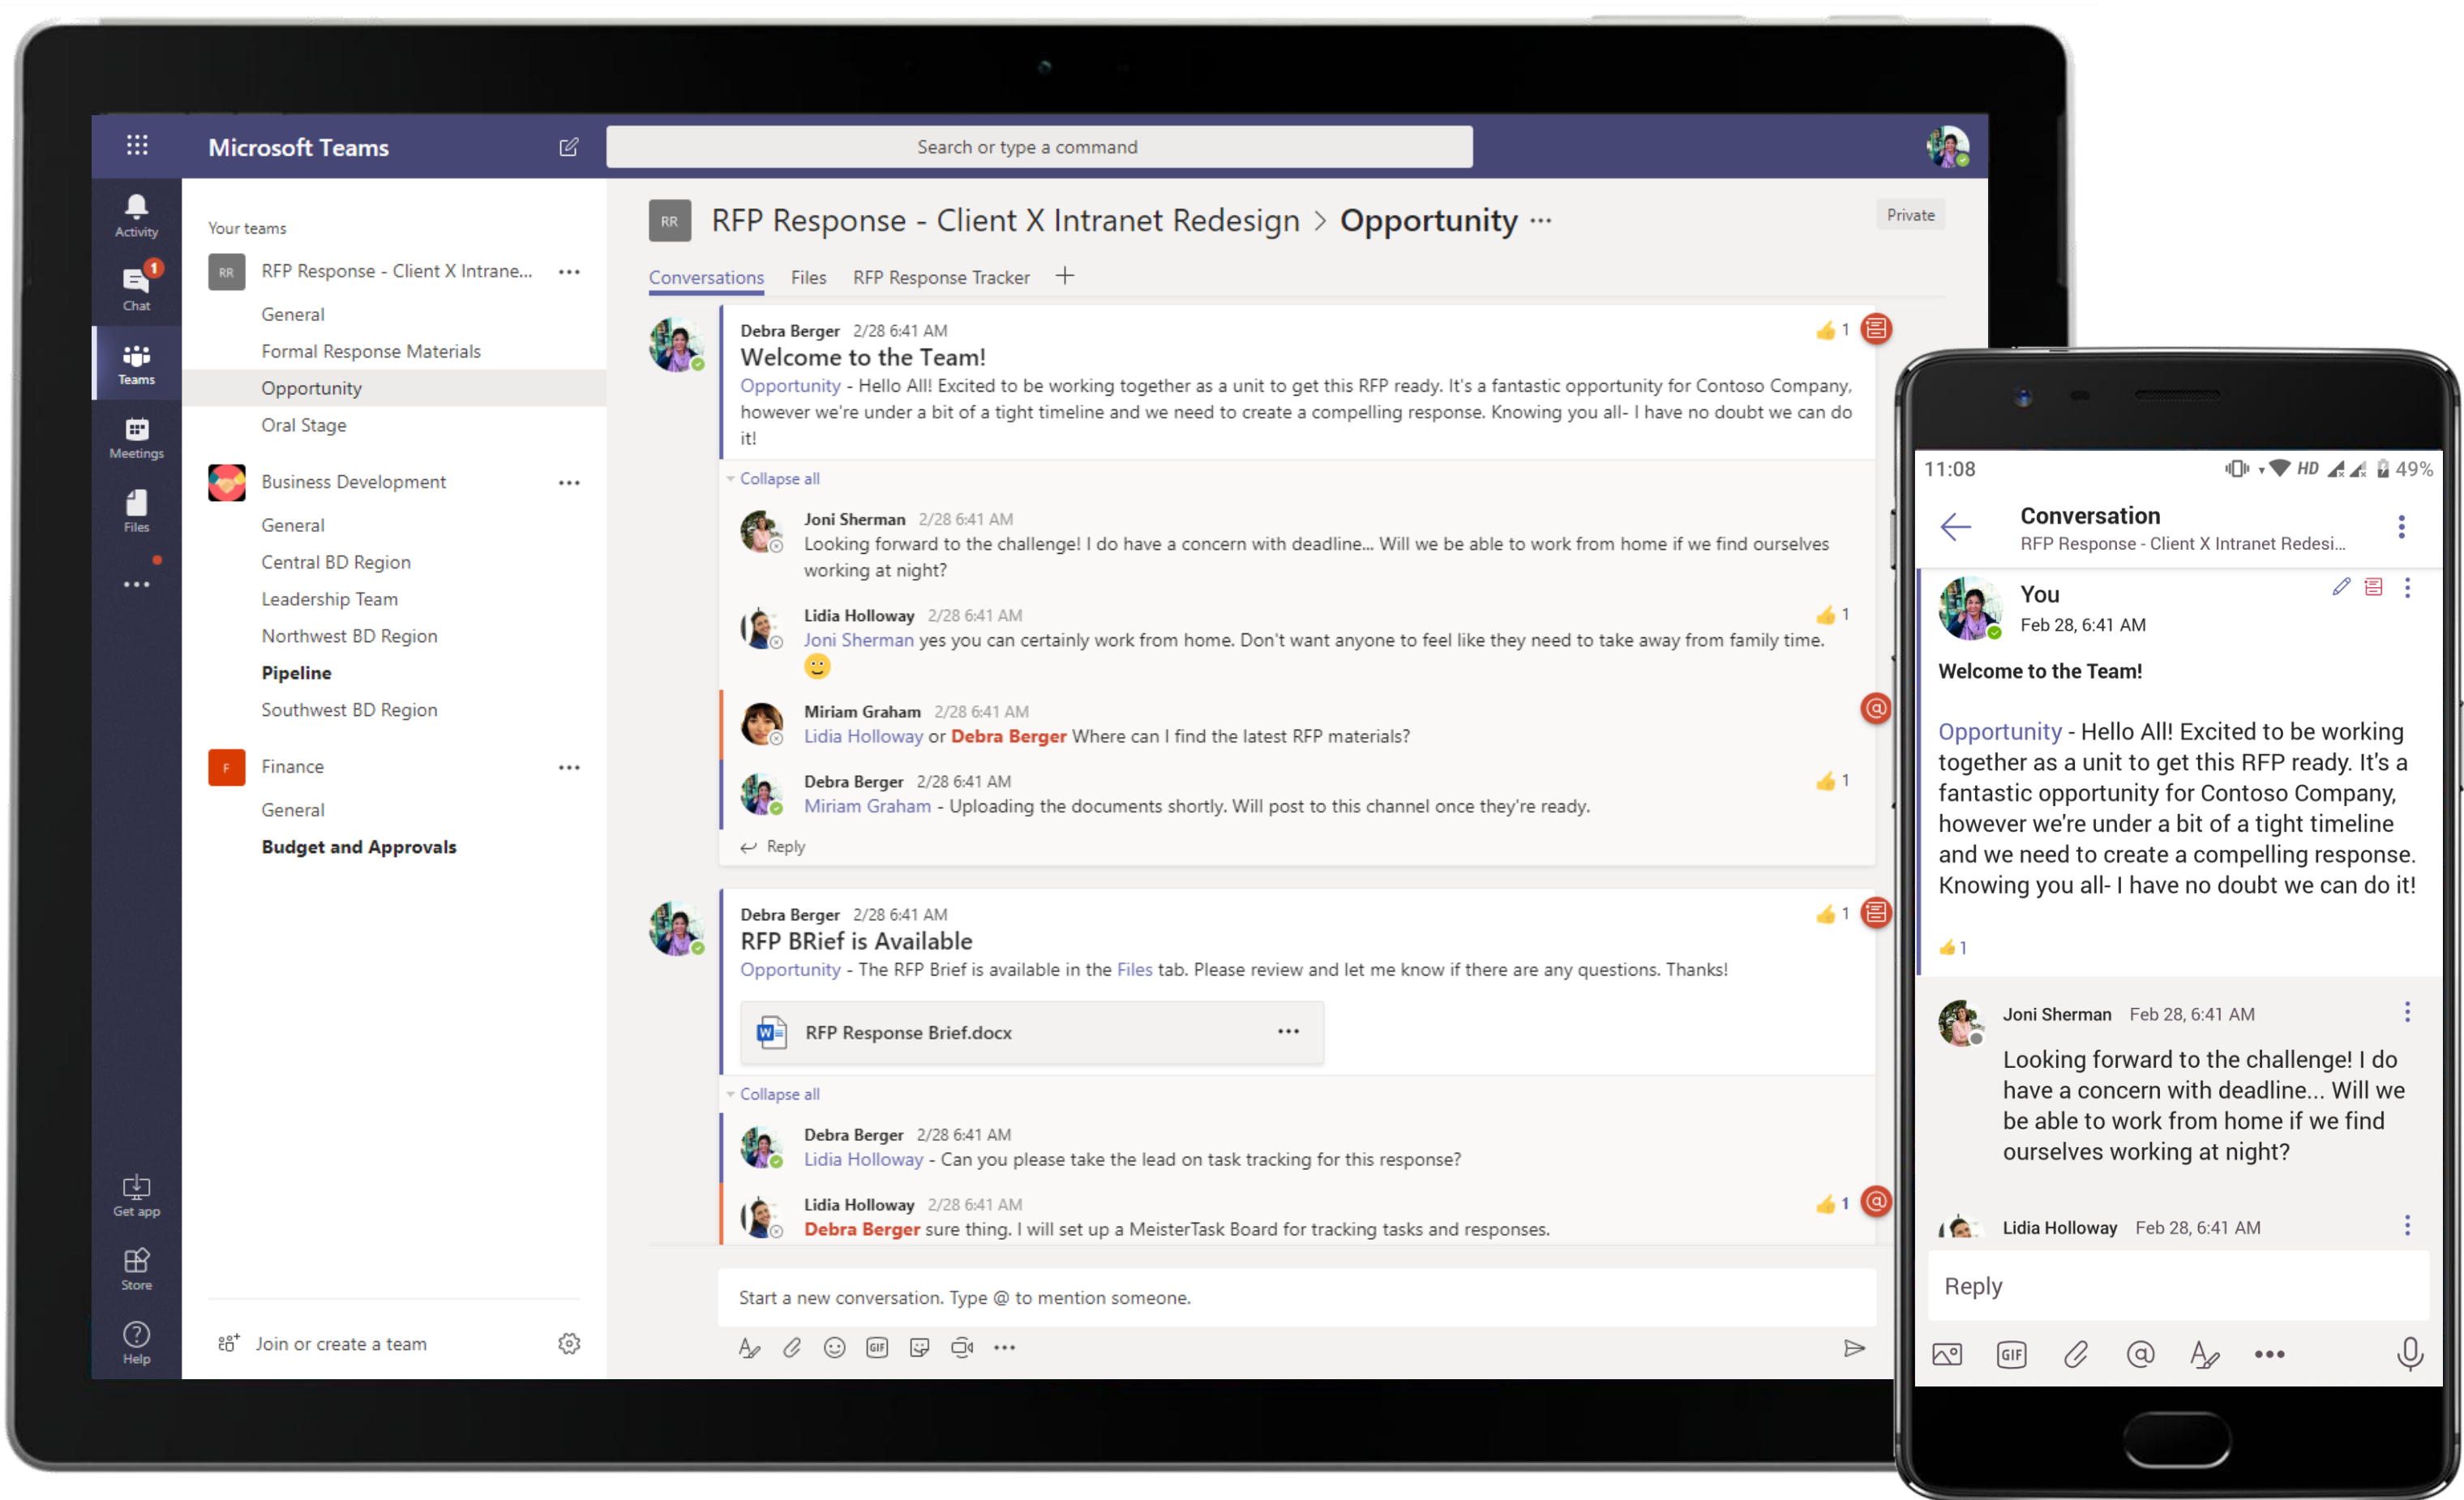 Microsoft Teams
Search or type a command
Activity
1
Chat
Teams
Meetings
Files
Get app
Store
Help
Your teams
RR
RFP Response - Client X Intrane...
General
Formal Response Materials
Opportunity
Oral Stage
Business Development
General
Central BD Region
Leadership Team
Northwest BD Region
Pipeline
Southwest BD Region
F
Finance
General
Budget and Approvals
Join or create a team
RR
RFP Response - Client X Intranet Redesign > Opportunity ...
Private
Conversations Files RFP Response Tracker +
Debra Berger 2/28 6:41 AM 1
Welcome to the Team!
Opportunity - Hello All! Excited to be working together as a unit to get this RFP ready. It's a fantastic opportunity for Contoso Company,
however we're under a bit of a tight timeline and we need to create a compelling response. Knowing you all- I have no doubt we can do
it!
Collapse all
Joni Sherman 2/28 6:41 AM
Looking forward to the challenge! I do have a concern with deadline... Will we be able to work from home if we find ourselves
working at night?
Lidia Holloway 2/28 6:41 AM 1
Joni Sherman yes you can certainly work from home. Don't want anyone to feel like they need to take away from family time.
Miriam Graham 2/28 6:41 AM @
Lidia Holloway or Debra Berger Where can I find the latest RFP materials?
Debra Berger 2/28 6:41 AM 1
Miriam Graham - Uploading the documents shortly. Will post to this channel once they're ready.
Reply
Debra Berger 2/28 6:41 AM 1
RFP BRief is Available
Opportunity - The RFP Brief is available in the Files tab. Please review and let me know if there are any questions. Thanks!
W
RFP Response Brief.docx ...
Collapse all
Debra Berger 2/28 6:41 AM
Lidia Holloway - Can you please take the lead on task tracking for this response?
Lidia Holloway 2/28 6:41 AM 1 @
Debra Berger sure thing. I will set up a MeisterTask Board for tracking tasks and responses.
Start a new conversation. Type @ to mention someone.
GIF
11:08 HD 49%
Conversation
RFP Response - Client X Intranet Redesi...
You
Feb 28, 6:41 AM
Welcome to the Team!
Opportunity - Hello All! Excited to be working
together as a unit to get this RFP ready. It's a
fantastic opportunity for Contoso Company,
however we're under a bit of a tight timeline
and we need to create a compelling response.
Knowing you all- I have no doubt we can do it!
1
Joni Sherman Feb 28, 6:41 AM
Looking forward to the challenge! I do
have a concern with deadline... Will we
be able to work from home if we find
ourselves working at night?
Lidia Holloway Feb 28, 6:41 AM
Reply
GIF @